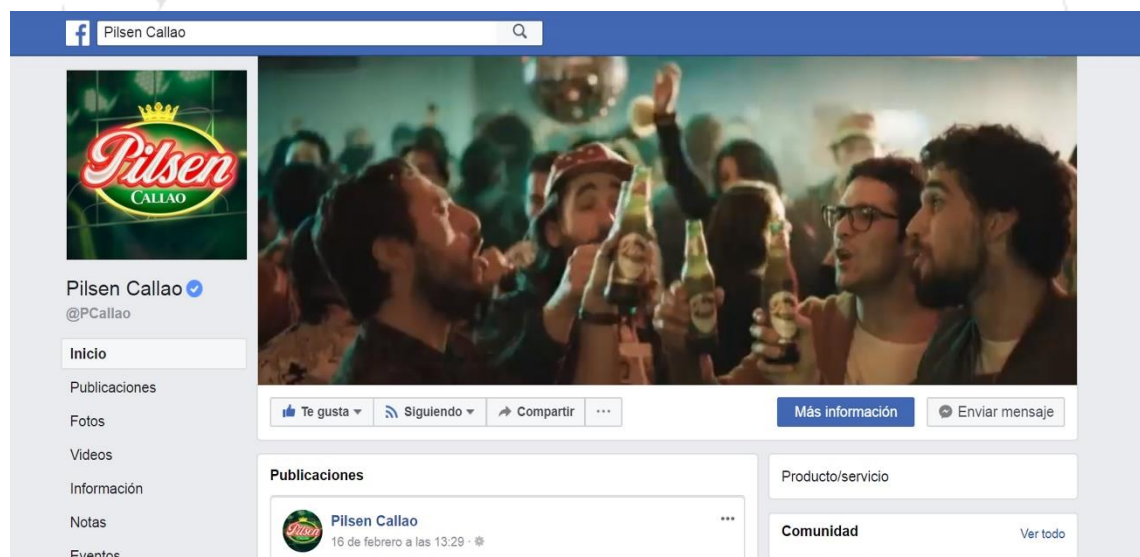 Pilsen Callao
Pilsen
CALLAO
Pilsen Callao
@PCallao
Inicio
Publicaciones
Fotos
Videos
Información
Notas
Eventos
Te gusta
Siguiendo
Compartir
...
Más información
Enviar mensaje
Publicaciones
Pilsen Callao
16 de febrero a las 13:29 ·
Producto/servicio
Comunidad
Ver todo